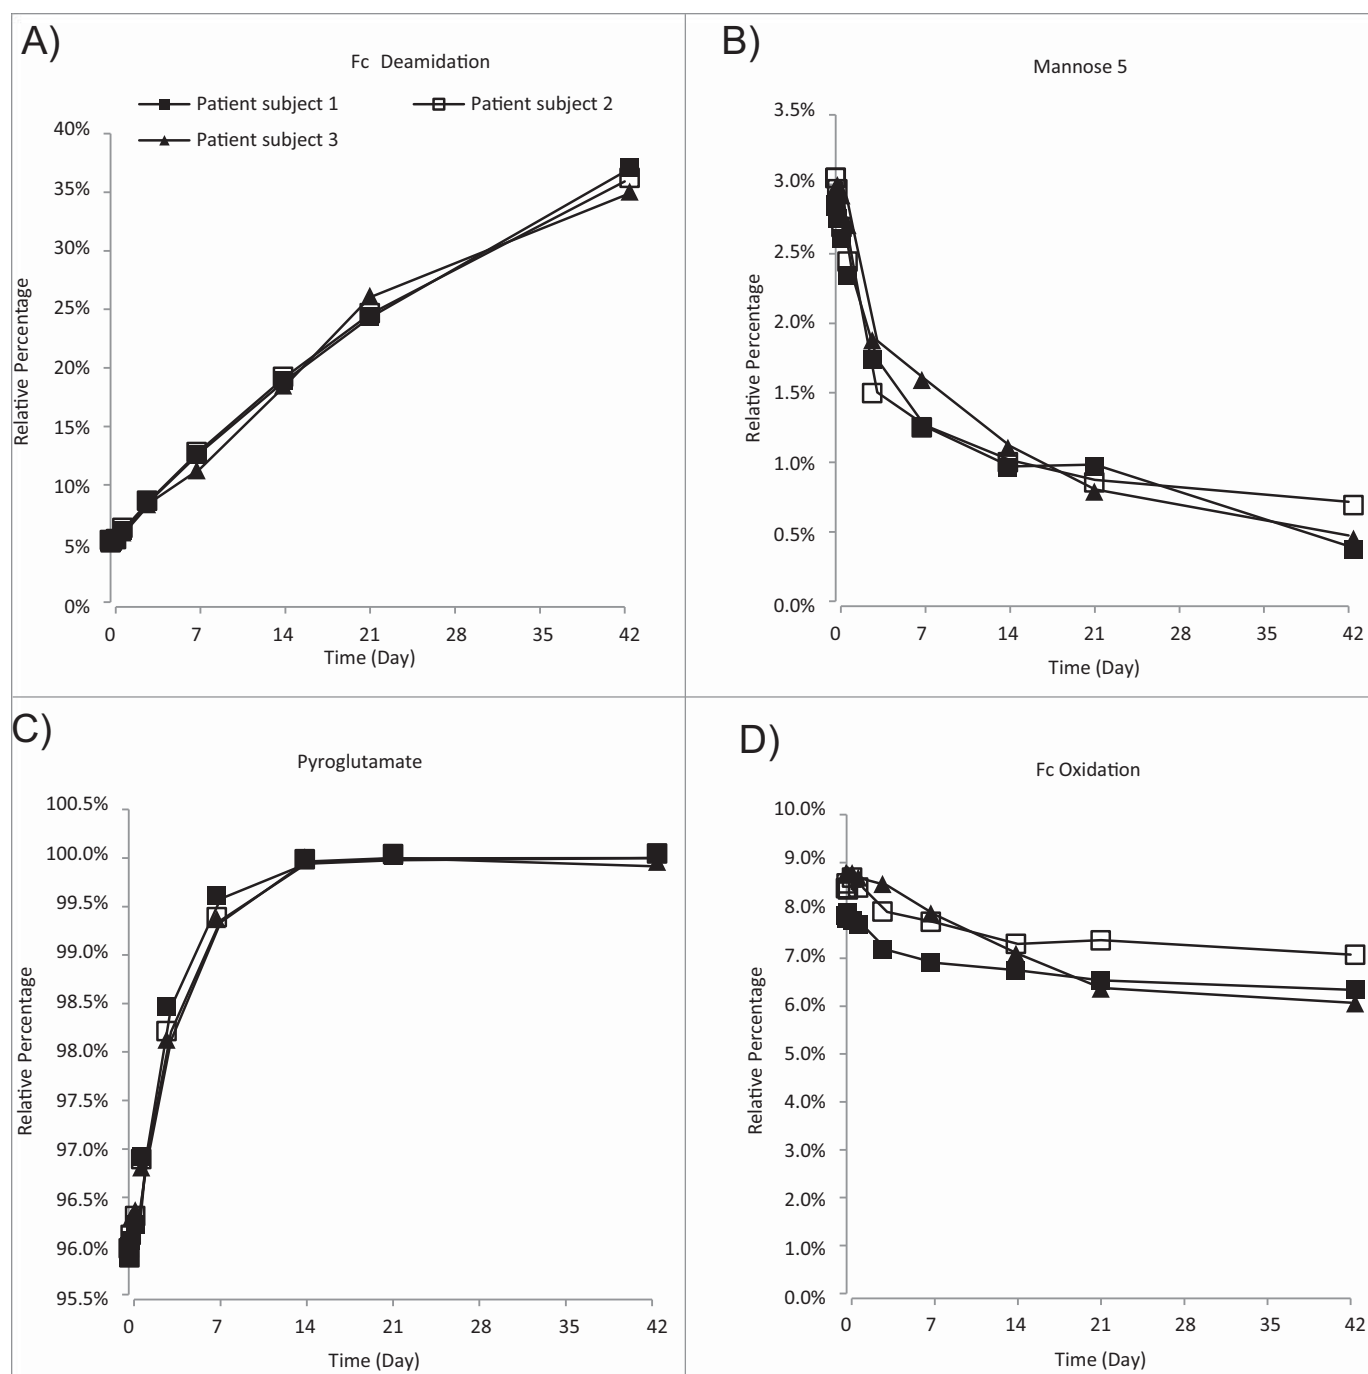 A)
Fc Deamidation
Patient subject 1
Patient subject 2
Patient subject 3
40%
35%
30%
25%
20%
15%
10%
5%
0%
Relative Percentage
0 7 14 21 28 35 42
Time (Day)
B)
Mannose 5
3.5%
3.0%
2.5%
2.0%
1.5%
1.0%
0.5%
0.0%
Relative Percentage
0 7 14 21 28 35 42
Time (Day)
C)
Pyroglutamate
100.5%
100.0%
99.5%
99.0%
98.5%
98.0%
97.5%
97.0%
96.5%
96.0%
95.5%
Relative Percentage
0 7 14 21 28 35 42
Time (Day)
D)
Fc Oxidation
10.0%
9.0%
8.0%
7.0%
6.0%
5.0%
4.0%
3.0%
2.0%
1.0%
0.0%
Relative Percentage
0 7 14 21 28 35 42
Time (Day)